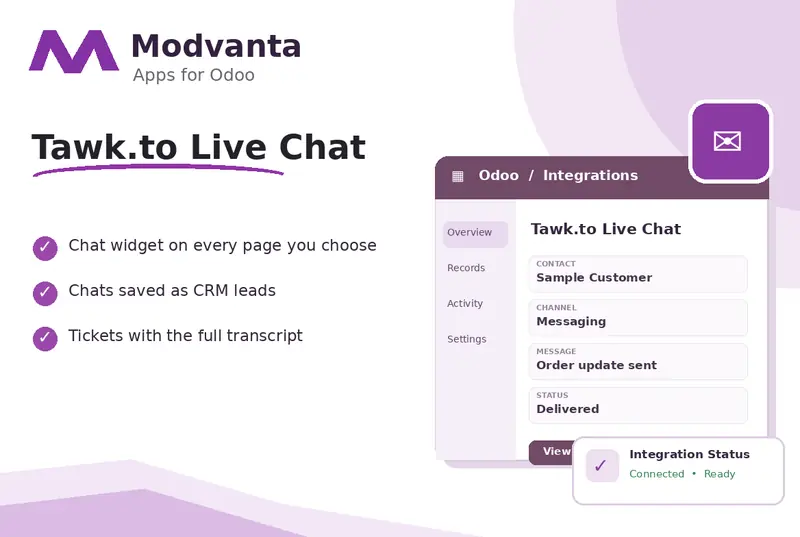 Modvanta
Apps for Odoo
Tawk.to Live Chat
✓ Chat widget on every page you choose
✓ Chats saved as CRM leads
✓ Tickets with the full transcript
Odoo / Integrations
Overview
Records
Activity
Settings
Tawk.to Live Chat
CONTACT
Sample Customer
CHANNEL
Messaging
MESSAGE
Order update sent
STATUS
Delivered
View
Integration Status
Connected • Ready